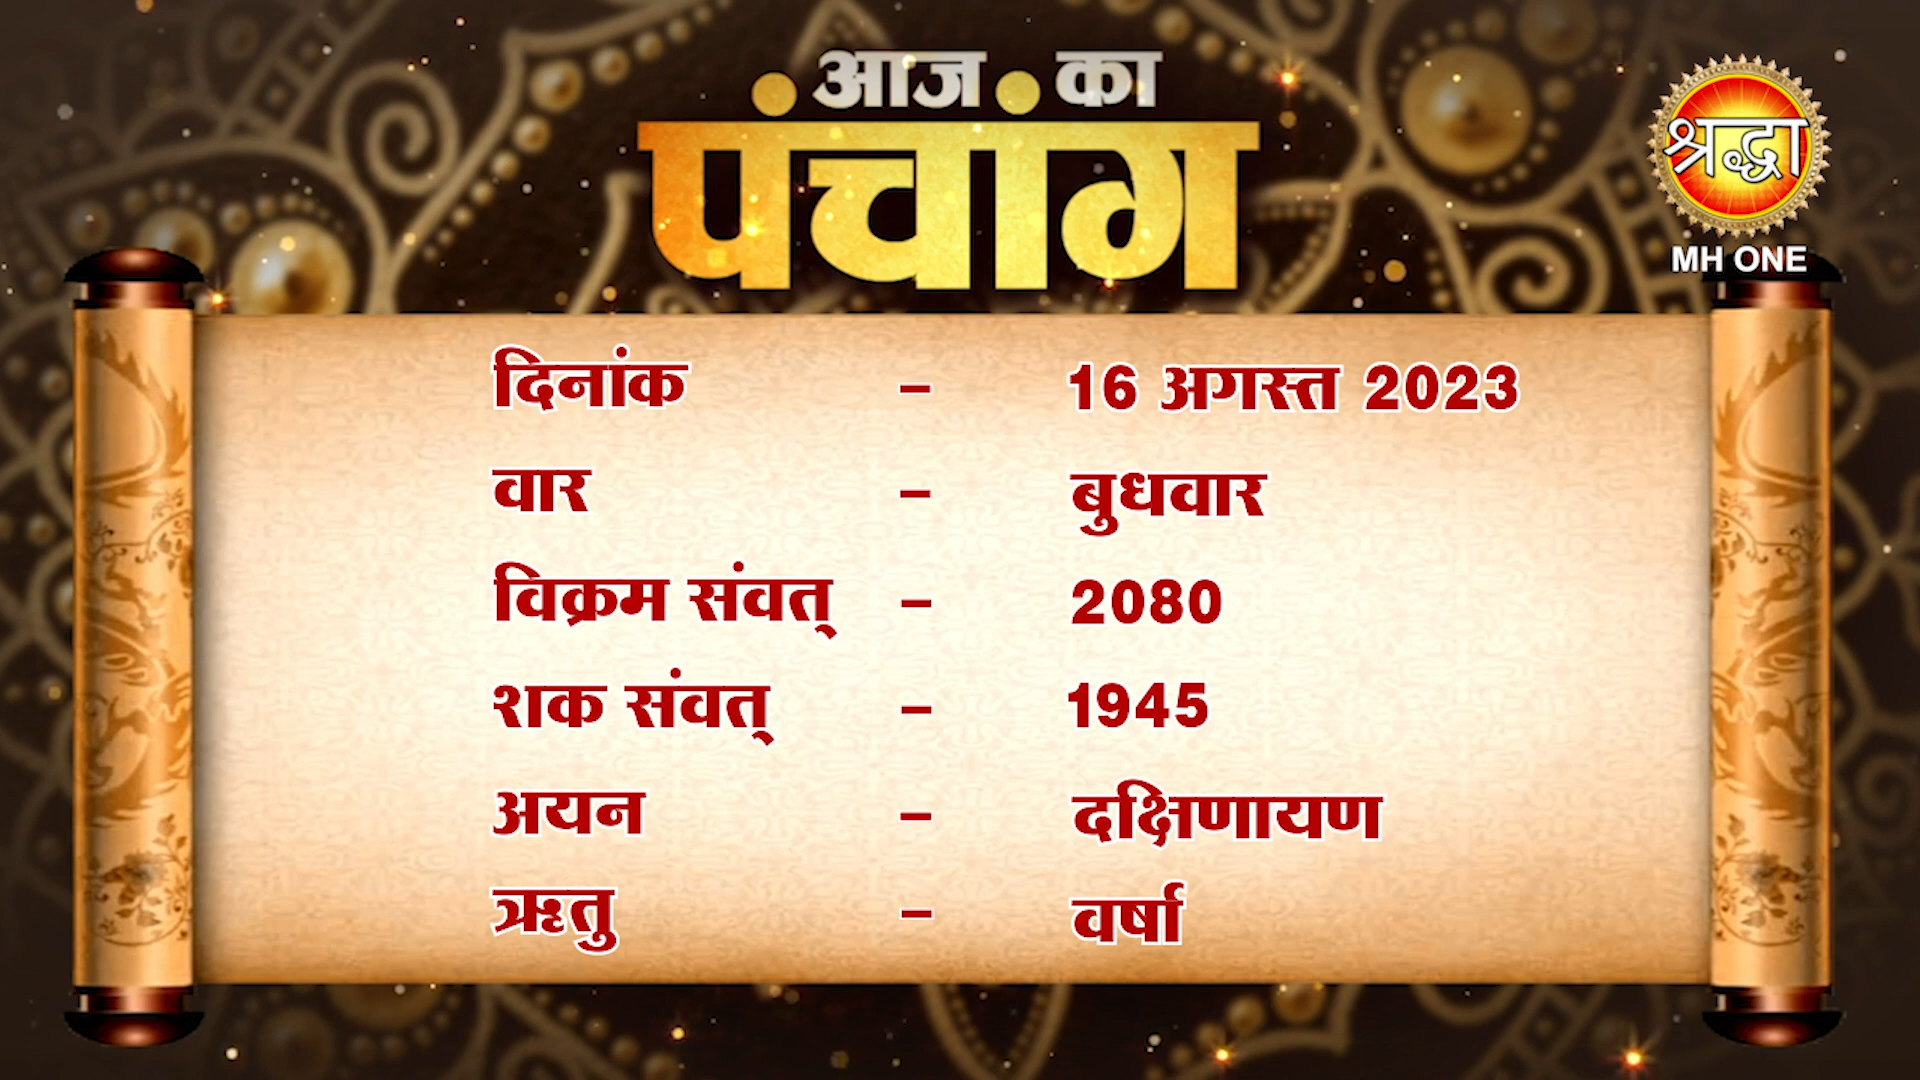 आज का
पंचांग
श्रद्धा
MH ONE
दिनांक - 16 अगस्त 2023
वार - बुधवार
विक्रम संवत् - 2080
शक संवत् - 1945
अयन - दक्षिणायण
ऋतु - वर्षा